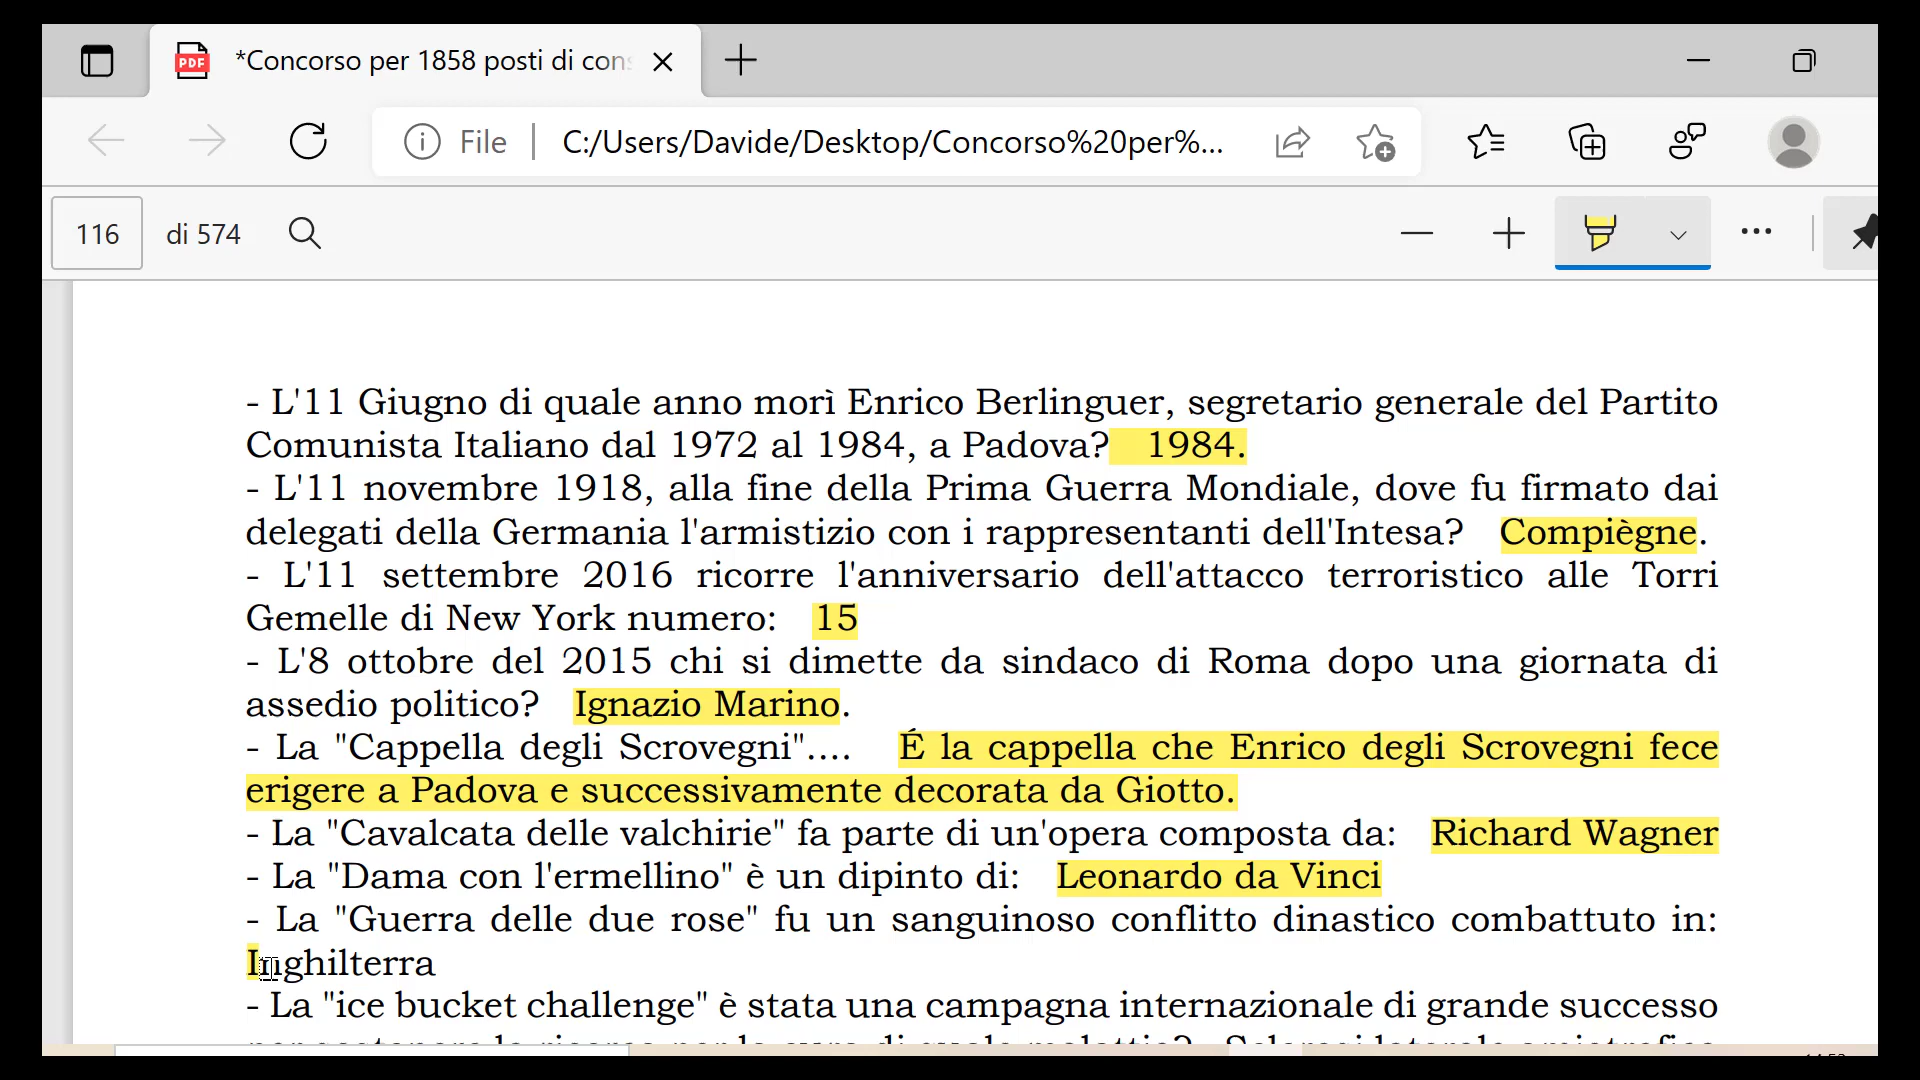 PDF *Concorso per 1858 posti di con
File C:/Users/Davide/Desktop/Concorso%20per%...
116 di 574
- L'11 Giugno di quale anno morì Enrico Berlinguer, segretario generale del Partito
Comunista Italiano dal 1972 al 1984, a Padova? 1984.
- L'11 novembre 1918, alla fine della Prima Guerra Mondiale, dove fu firmato dai
delegati della Germania l'armistizio con i rappresentanti dell'Intesa? Compiègne.
- L'11 settembre 2016 ricorre l'anniversario dell'attacco terroristico alle Torri
Gemelle di New York numero: 15
- L'8 ottobre del 2015 chi si dimette da sindaco di Roma dopo una giornata di
assedio politico? Ignazio Marino.
- La "Cappella degli Scrovegni".... É la cappella che Enrico degli Scrovegni fece
erigere a Padova e successivamente decorata da Giotto.
- La "Cavalcata delle valchirie" fa parte di un'opera composta da: Richard Wagner
- La "Dama con l'ermellino" è un dipinto di: Leonardo da Vinci
- La "Guerra delle due rose" fu un sanguinoso conflitto dinastico combattuto in:
Inghilterra
- La "ice bucket challenge" è stata una campagna internazionale di grande successo